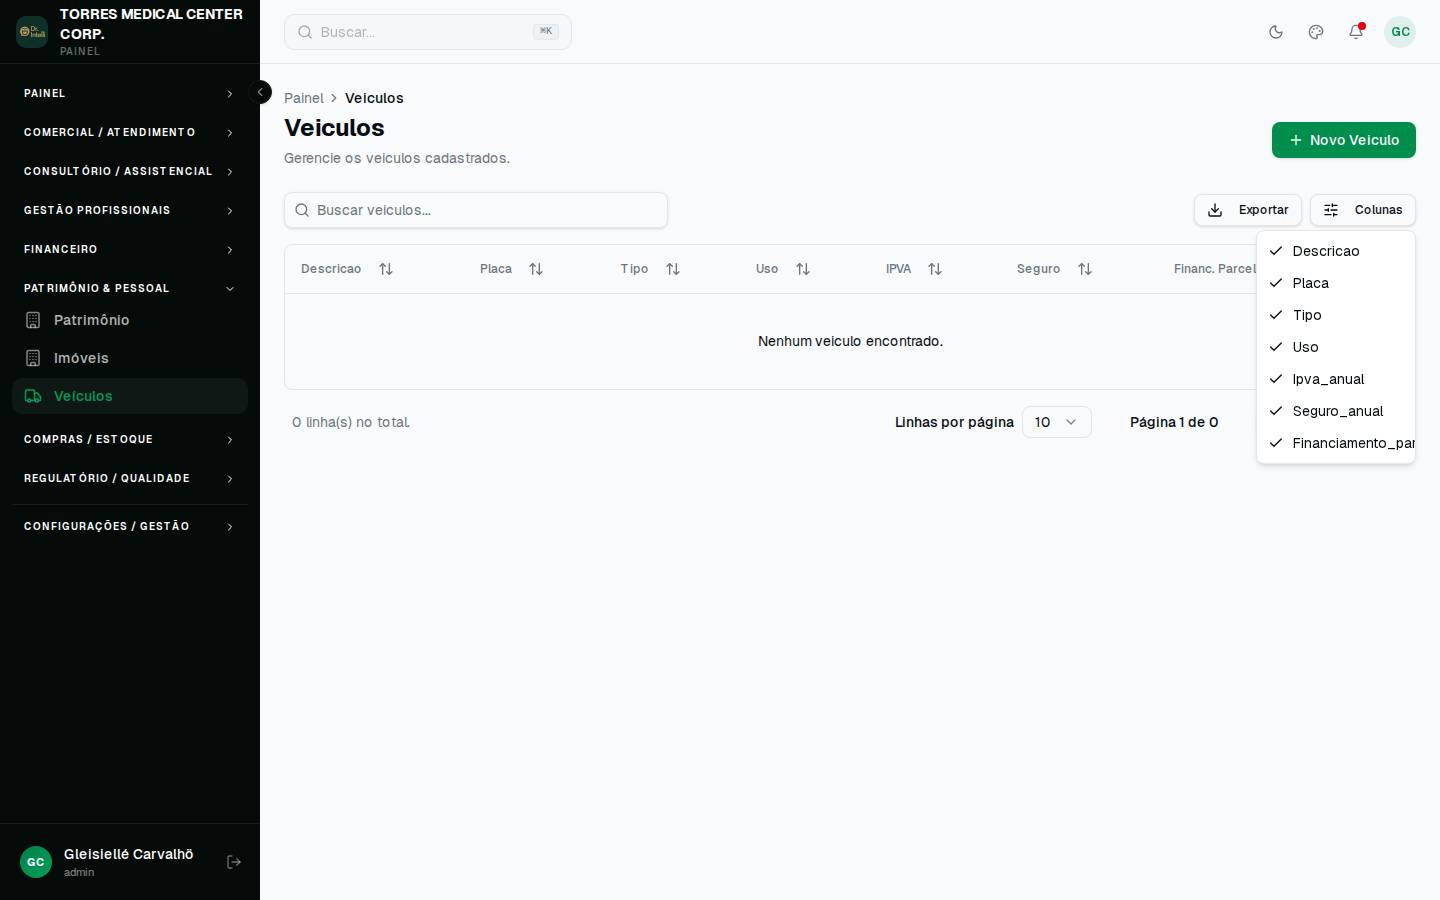 TORRES MEDICAL CENTER
CORP.
PAINEL
Buscar...
⌘K
GC
PAINEL
COMERCIAL / ATENDIMENTO
CONSULTÓRIO / ASSISTENCIAL
GESTÃO PROFISSIONAIS
FINANCEIRO
PATRIMÔNIO & PESSOAL
Patrimônio
Imóveis
Veículos
COMPRAS / ESTOQUE
REGULATÓRIO / QUALIDADE
CONFIGURAÇÕES / GESTÃO
GC
Gleisiellé Carvalhö
admin
Painel > Veiculos
Veiculos
Gerencie os veiculos cadastrados.
Novo Veiculo
Buscar veiculos...
Exportar
Colunas
Descricao Placa Tipo Uso IPVA Seguro Financ. Parcel
Nenhum veiculo encontrado.
0 linha(s) no total.
Linhas por página 10 Página 1 de 0
Descricao
Placa
Tipo
Uso
Ipva_anual
Seguro_anual
Financiamento_par